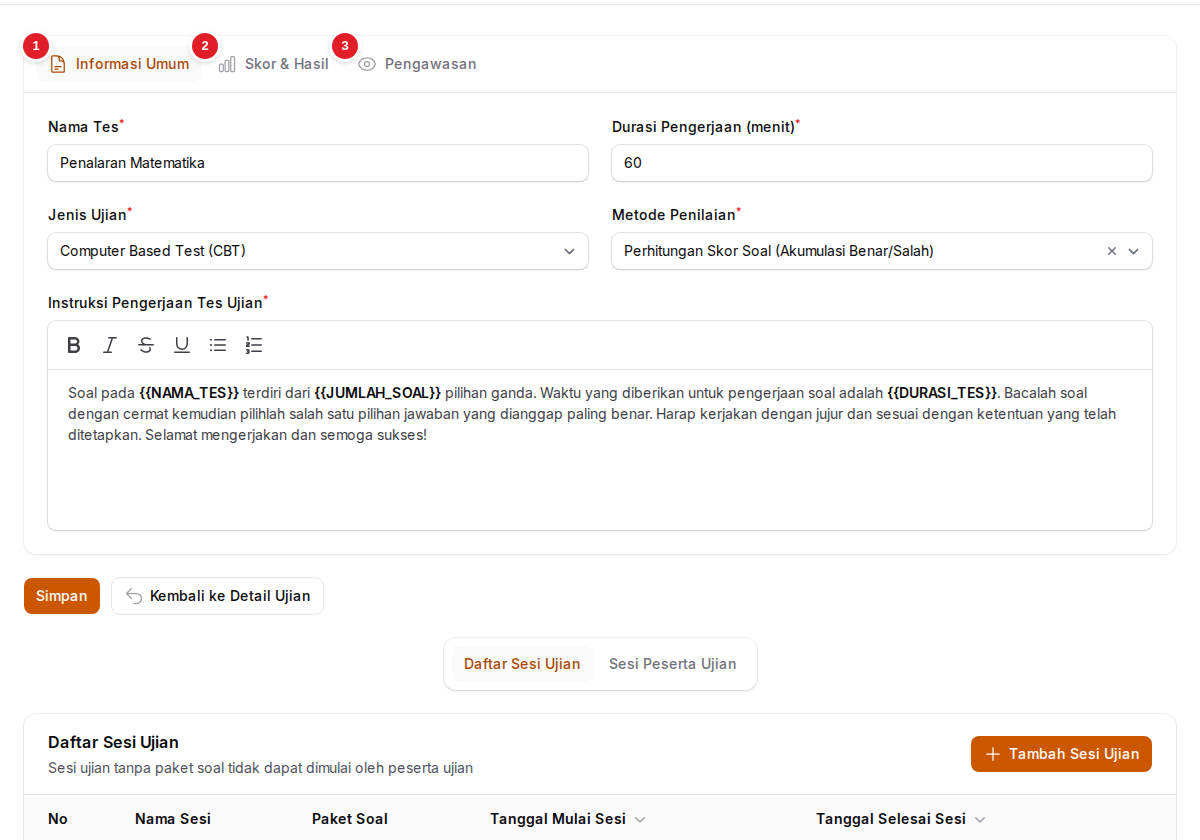 1 Informasi Umum 2 Skor & Hasil 3 Pengawasan
Nama Tes* Durasi Pengerjaan (menit)*
Penalaran Matematika 60
Jenis Ujian* Metode Penilaian*
Computer Based Test (CBT) Perhitungan Skor Soal (Akumulasi Benar/Salah)
Instruksi Pengerjaan Tes Ujian*
Soal pada {{NAMA_TES}} terdiri dari {{JUMLAH_SOAL}} pilihan ganda. Waktu yang diberikan untuk pengerjaan soal adalah {{DURASI_TES}}. Bacalah soal
dengan cermat kemudian pilihlah salah satu pilihan jawaban yang dianggap paling benar. Harap kerjakan dengan jujur dan sesuai dengan ketentuan yang telah
ditetapkan. Selamat mengerjakan dan semoga sukses!
Simpan Kembali ke Detail Ujian
Daftar Sesi Ujian Sesi Peserta Ujian
Daftar Sesi Ujian
Sesi ujian tanpa paket soal tidak dapat dimulai oleh peserta ujian
Tambah Sesi Ujian
No Nama Sesi Paket Soal Tanggal Mulai Sesi Tanggal Selesai Sesi